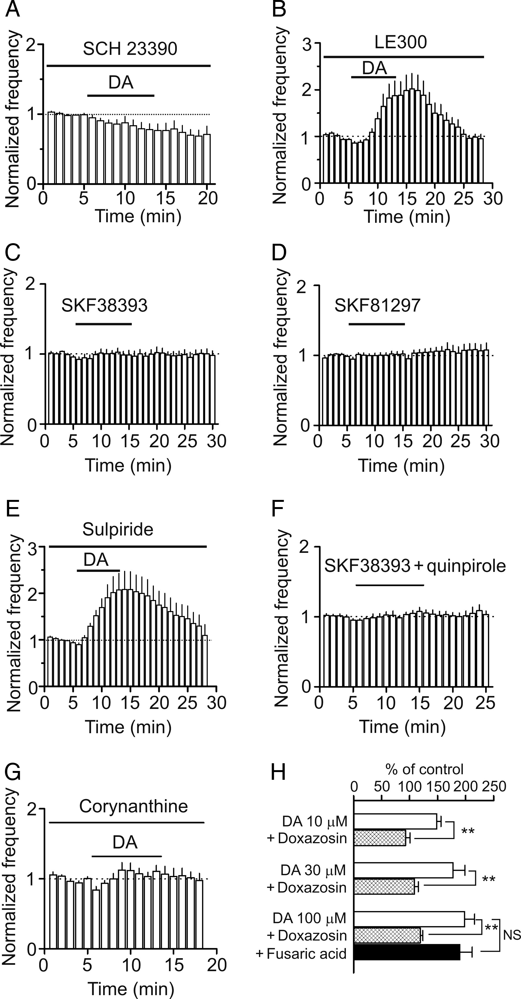 A
Normalized frequency
2
1
0
SCH 23390
DA
0 5 10 15 20
Time (min)
B
Normalized frequency
3
2
1
0
LE300
DA
0 5 10 15 20 25 30
Time (min)
C
Normalized frequency
2
1
0
SKF38393
0 5 10 15 20 25 30
Time (min)
D
Normalized frequency
2
1
0
SKF81297
0 5 10 15 20 25 30
Time (min)
E
Normalized frequency
3
2
1
0
Sulpiride
DA
0 5 10 15 20 25 30
Time (min)
F
Normalized frequency
2
1
0
SKF38393 + quinpirole
0 5 10 15 20 25
Time (min)
G
Normalized frequency
2
1
0
Corynanthine
DA
0 5 10 15 20
Time (min)
H
% of control
0 50 100 150 200 250
DA 10 μM
+ Doxazosin
**
DA 30 μM
+ Doxazosin
**
DA 100 μM
+ Doxazosin
+ Fusaric acid
**
NS